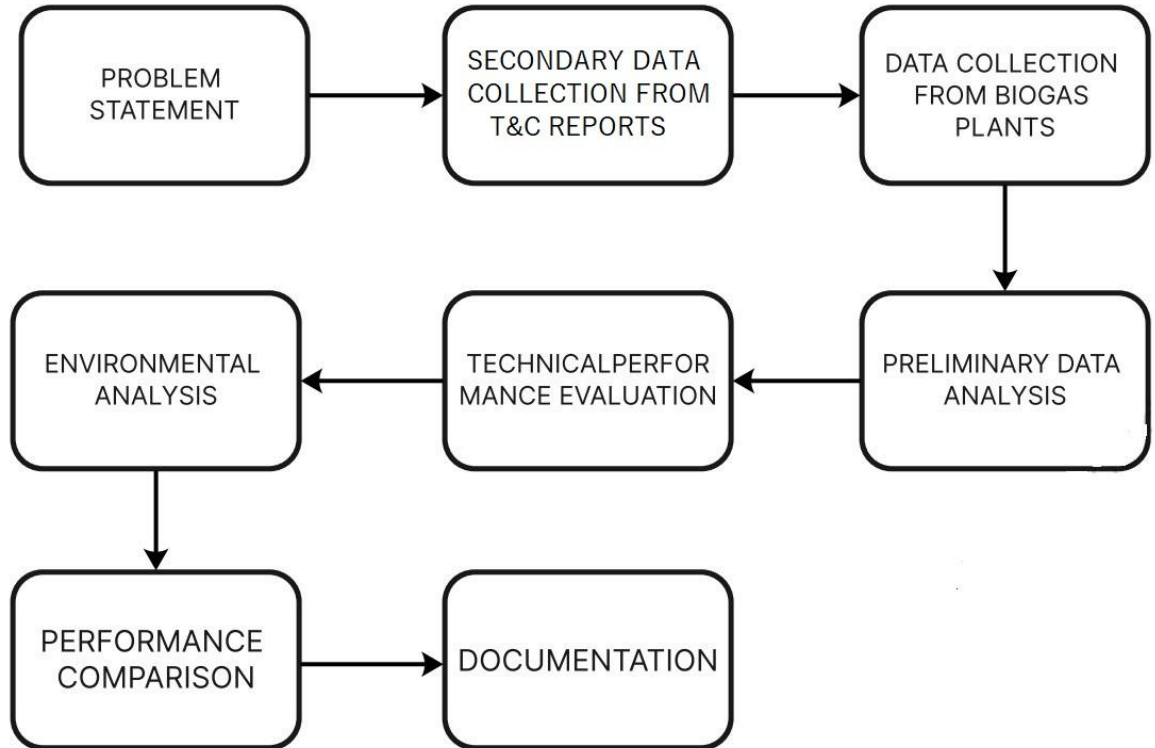 PROBLEM
STATEMENT
SECONDARY DATA
COLLECTION FROM
T&C REPORTS
DATA COLLECTION
FROM BIOGAS
PLANTS
PRELIMINARY DATA
ANALYSIS
TECHNICALPERFOR
MANCE EVALUATION
ENVIRONMENTAL
ANALYSIS
PERFORMANCE
COMPARISON
DOCUMENTATION